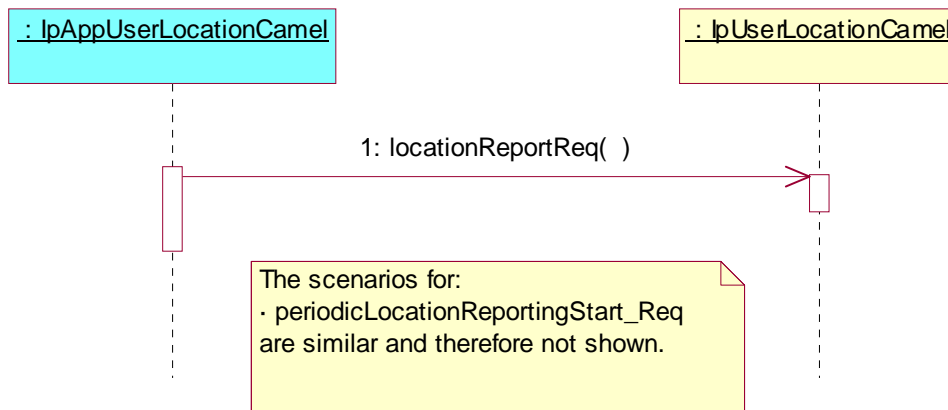 : IpAppUserLocationCamel
: IpUserLocationCamel
1: locationReportReq( )
The scenarios for:
· periodicLocationReportingStart_Req
are similar and therefore not shown.